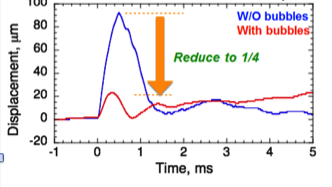 100
80
60
40
20
0
-20
Displacement, μm
W/O bubbles
With bubbles
Reduce to 1/4
-1 0 1 2 3 4 5
Time, ms